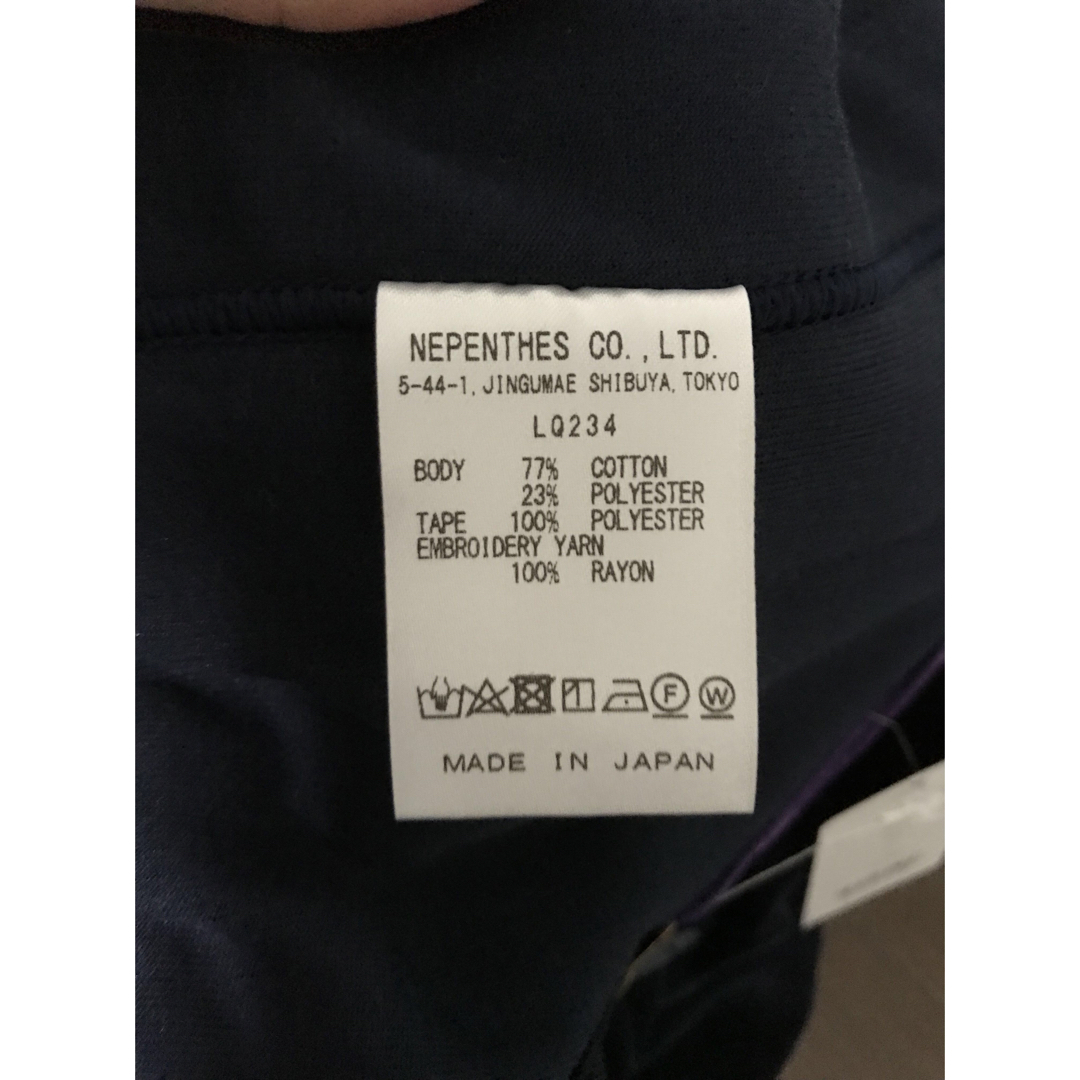 NEPENTHES CO.,LTD.
5-44-1, JINGUMAE SHIBUYA, TOKYO
LQ234
BODY 77% COTTON
23% POLYESTER
TAPE 100% POLYESTER
EMBROIDERY YARN
100% RAYON
F W
MADE IN JAPAN